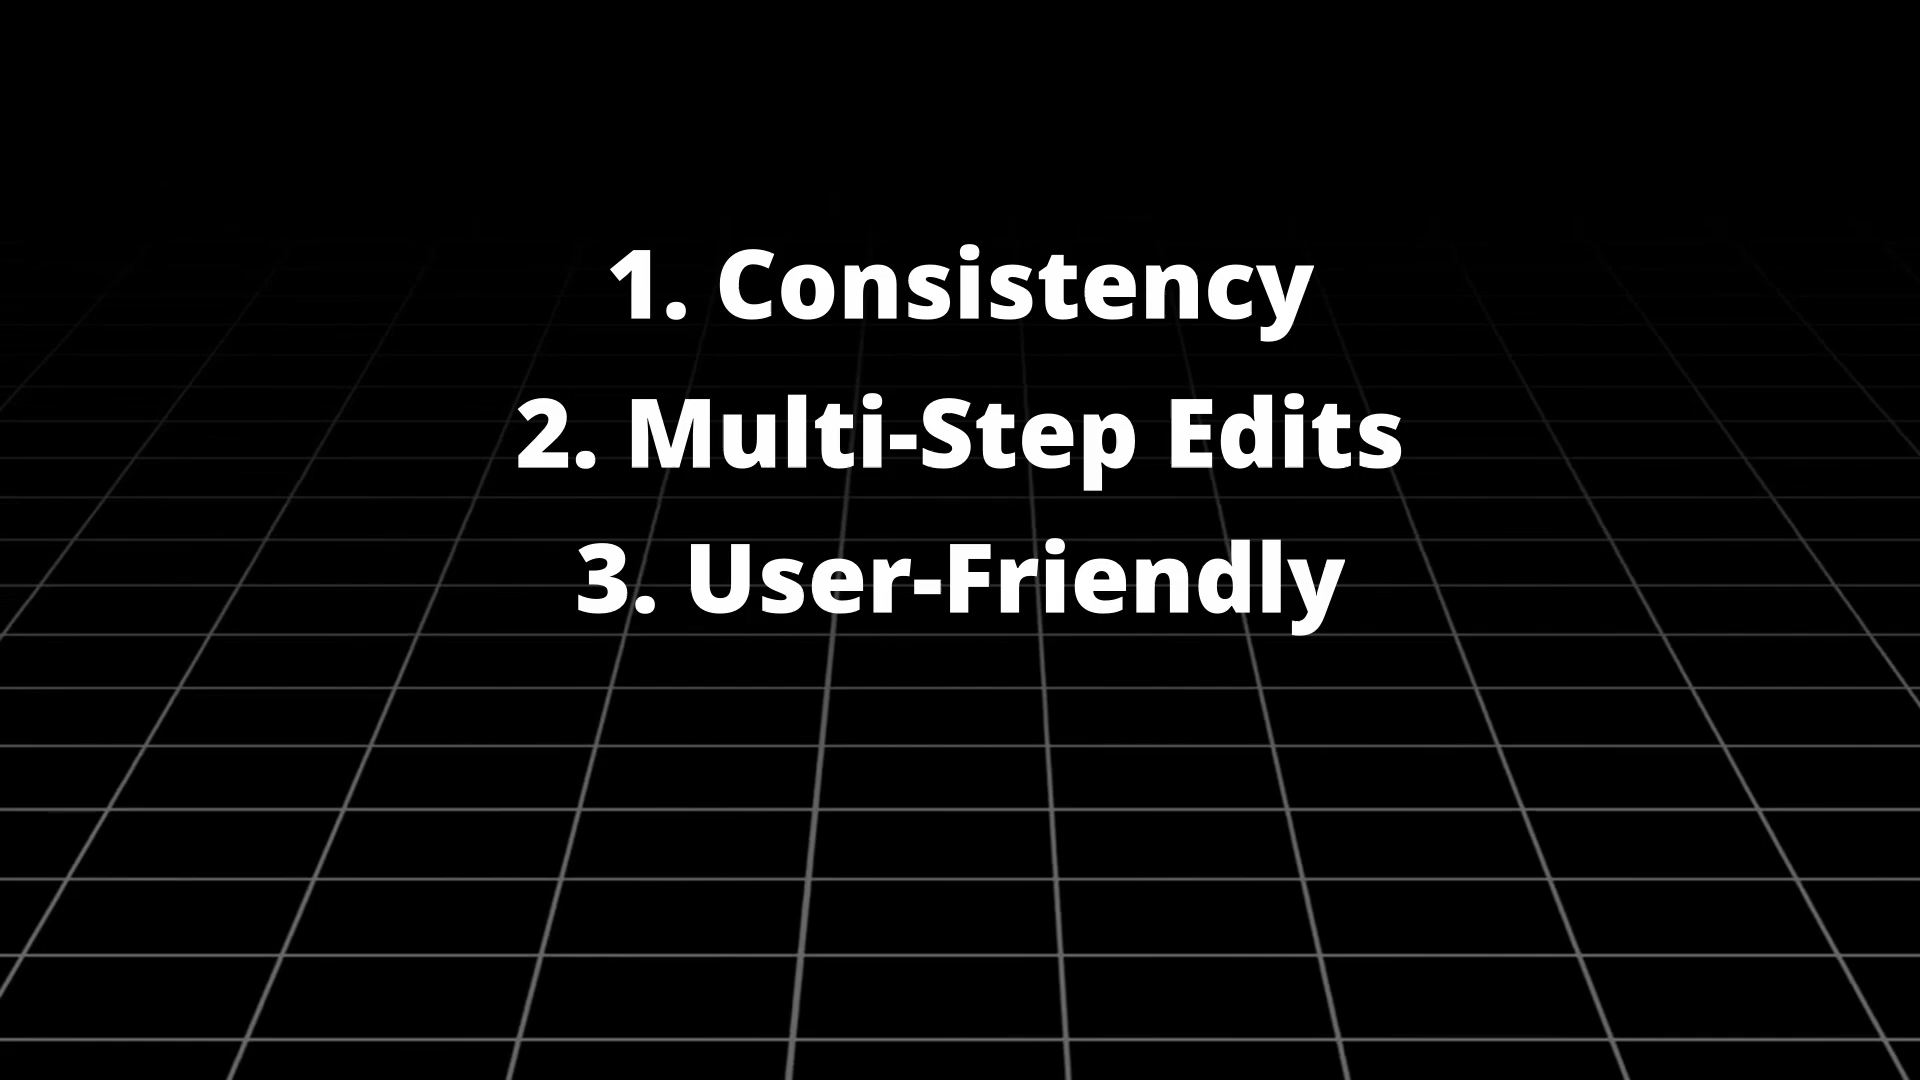 1. Consistency
2. Multi-Step Edits
3. User-Friendly